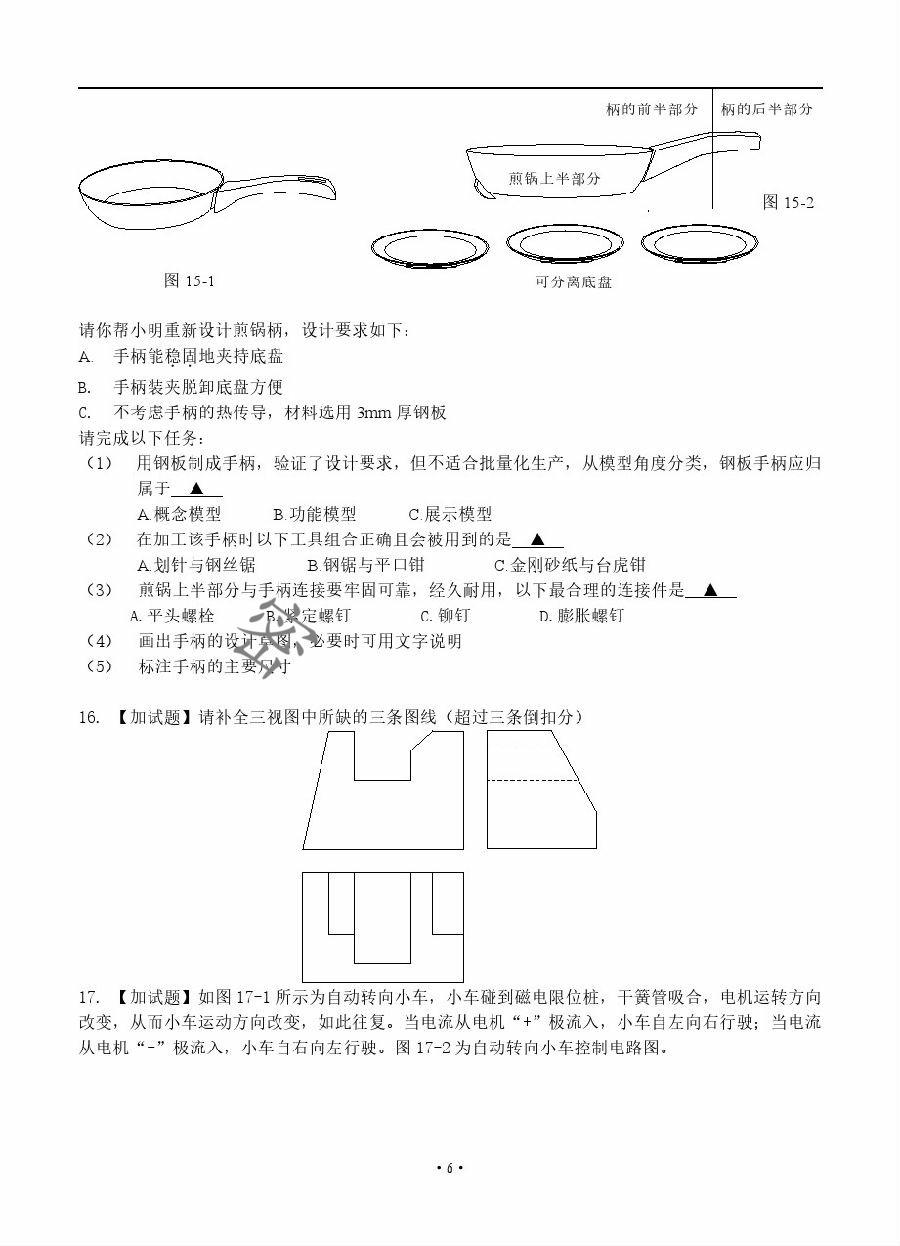 柄的前半部分 柄的后半部分
煎锅上半部分
图 15-2
图 15-1
可分离底盘
请你帮小明重新设计煎锅柄，设计要求如下：
A. 手柄能稳固地夹持底盘
B. 手柄装夹脱卸底盘方便
C. 不考虑手柄的热传导，材料选用 3mm 厚钢板
请完成以下任务：
（1） 用钢板制成手柄，验证了设计要求，但不适合批量化生产，从模型角度分类，钢板手柄应归
属于 ▲
A.概念模型 B.功能模型 C.展示模型
（2） 在加工该手柄时以下工具组合正确且会被用到的是 ▲
A.划针与钢丝锯 B.钢锯与平口钳 C.金刚砂纸与台虎钳
（3） 煎锅上半部分与手柄连接要牢固可靠，经久耐用，以下最合理的连接件是 ▲
A. 平头螺栓 B. 紧定螺钉 C. 铆钉 D. 膨胀螺钉
（4） 画出手柄的设计草图，必要时可用文字说明
（5） 标注手柄的主要尺寸
密
16. 【加试题】请补全三视图中所缺的三条图线（超过三条倒扣分）
17. 【加试题】如图 17-1 所示为自动转向小车，小车碰到磁电限位桩，干簧管吸合，电机运转方向
改变，从而小车运动方向改变，如此往复。当电流从电机“+”极流入，小车自左向右行驶；当电流
从电机“-”极流入，小车自右向左行驶。图 17-2 为自动转向小车控制电路图。
· 6 ·